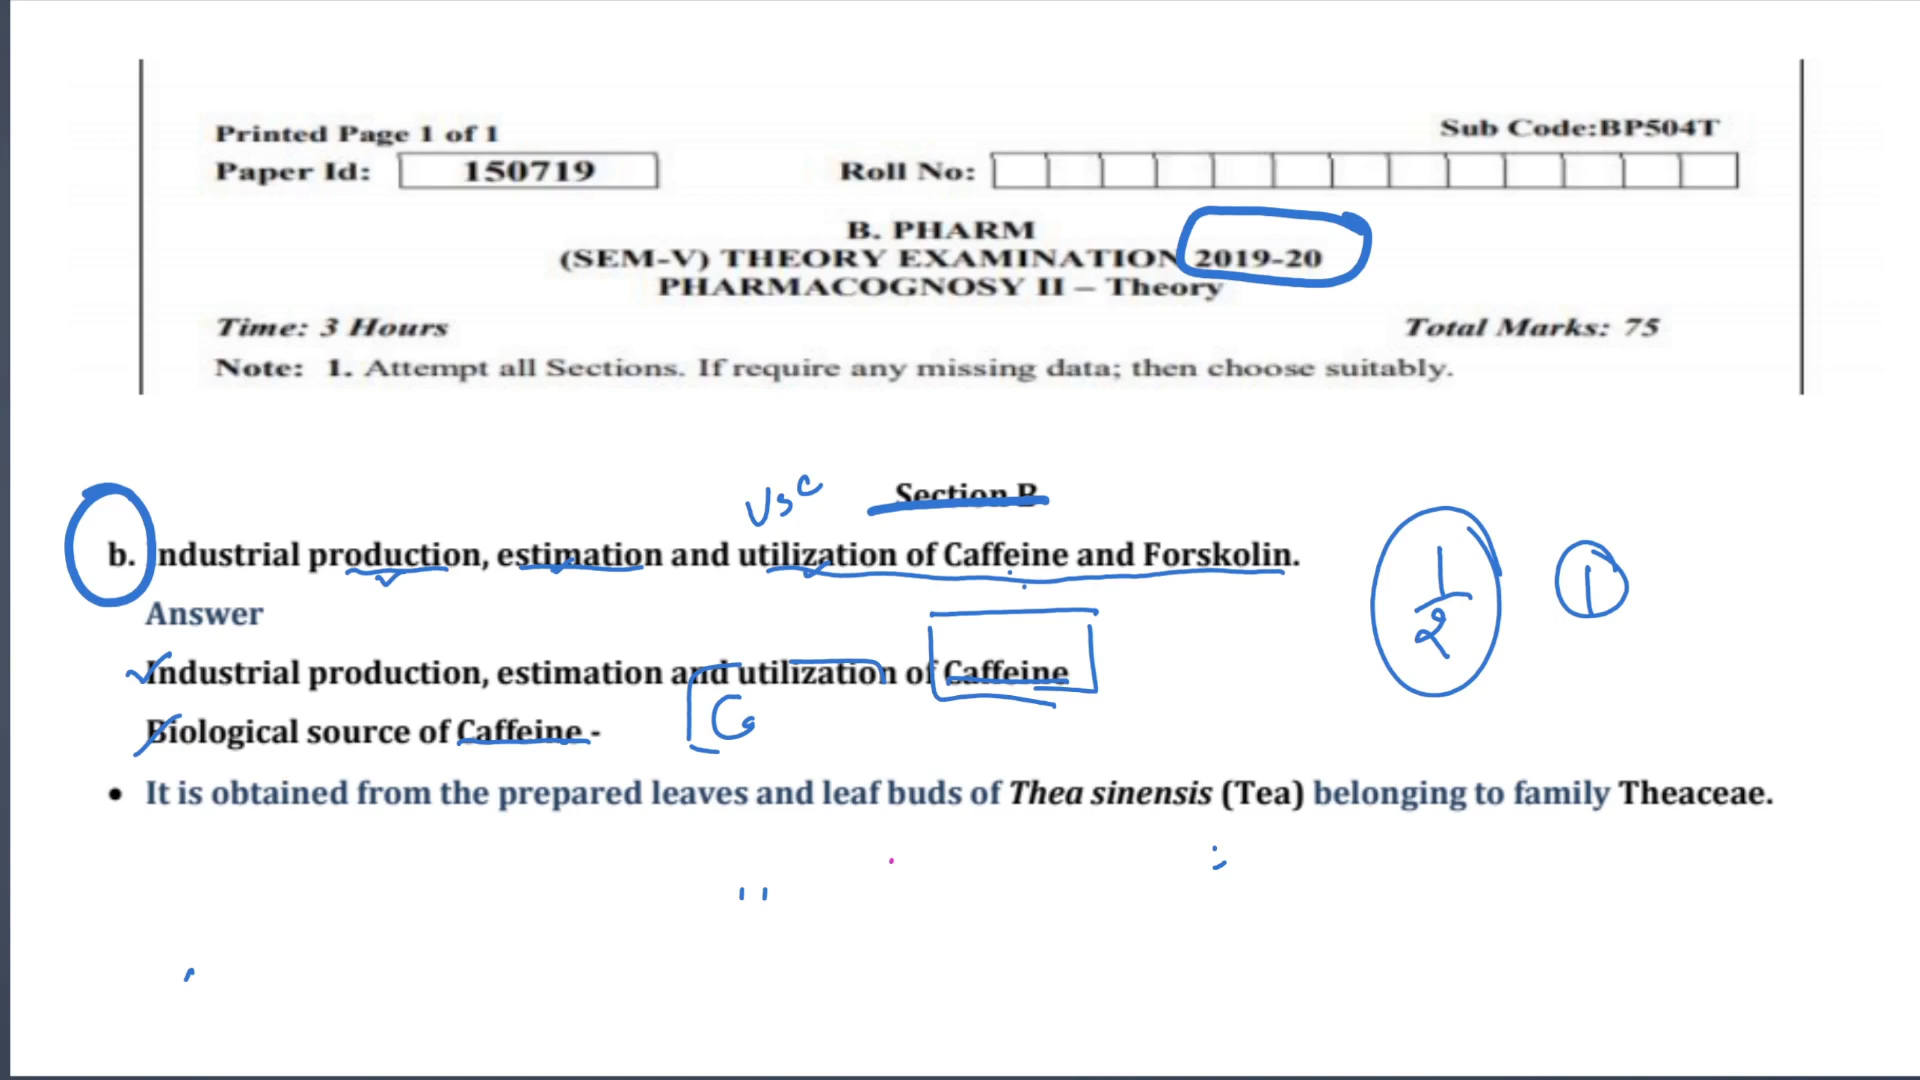 Printed Page 1 of 1
Sub Code:BP504T
Paper Id: 150719
Roll No:
B. PHARM
(SEM-V) THEORY EXAMINATION 2019-20
PHARMACOGNOSY II – Theory
Time: 3 Hours
Total Marks: 75
Note: 1. Attempt all Sections. If require any missing data; then choose suitably.
Section B
b. Industrial production, estimation and utilization of Caffeine and Forskolin.
1/2
1
Answer
Industrial production, estimation and utilization of Caffeine
Biological source of Caffeine -
• It is obtained from the prepared leaves and leaf buds of Thea sinensis (Tea) belonging to family Theaceae.